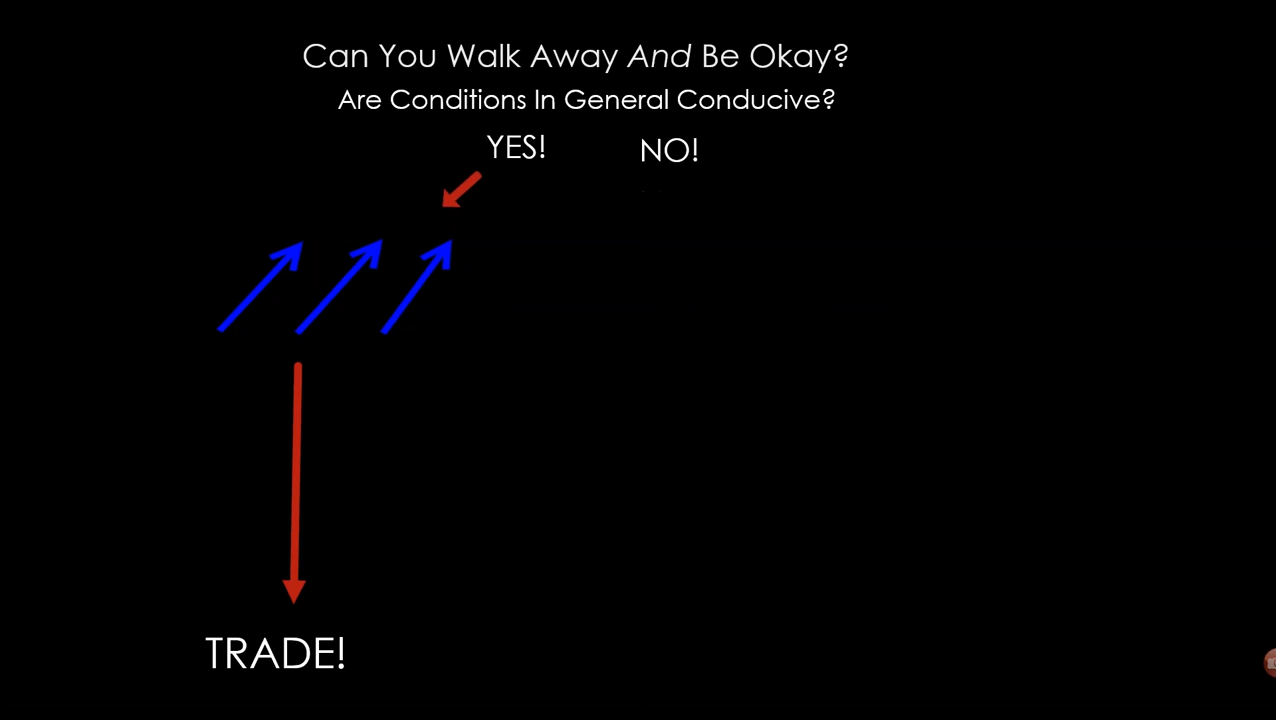 Can You Walk Away And Be Okay?
Are Conditions In General Conducive?
YES! NO!
TRADE!